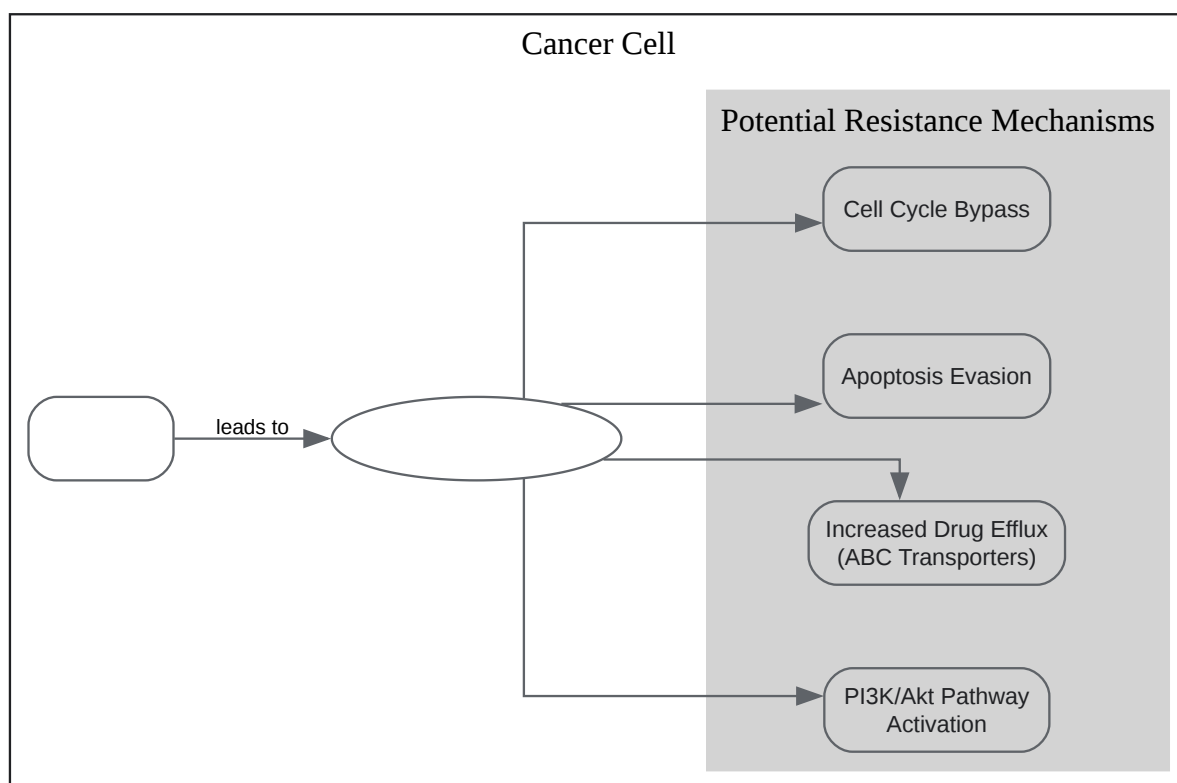 Cancer Cell
Potential Resistance Mechanisms
Cell Cycle Bypass
Apoptosis Evasion
leads to
Increased Drug Efflux
(ABC Transporters)
PI3K/Akt Pathway
Activation